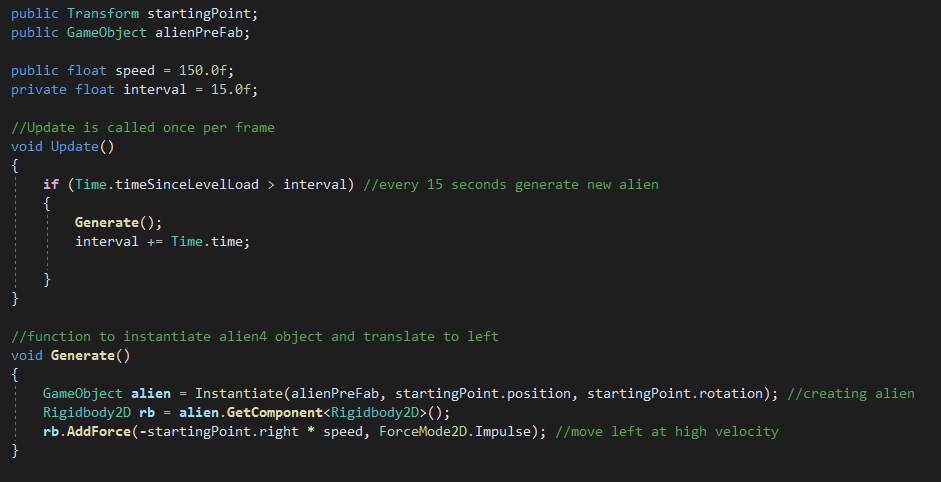 public Transform startingPoint;
public GameObject alienPreFab;
public float speed = 150.0f;
private float interval = 15.0f;
//Update is called once per frame
void Update()
{
if (Time.timeSinceLevelLoad > interval) //every 15 seconds generate new alien
{
Generate();
interval += Time.time;
}
}
//function to instantiate alien4 object and translate to left
void Generate()
{
GameObject alien = Instantiate(alienPreFab, startingPoint.position, startingPoint.rotation); //creating alien
Rigidbody2D rb = alien.GetComponent<Rigidbody2D>();
rb.AddForce(-startingPoint.right * speed, ForceMode2D.Impulse); //move left at high velocity
}